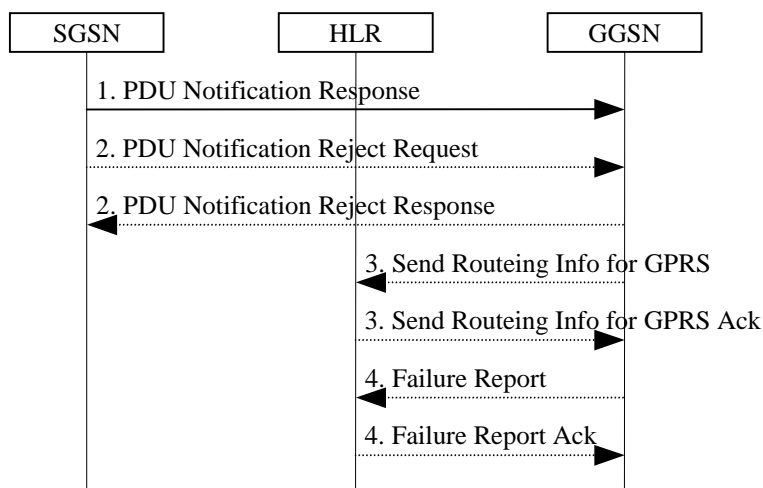 SGSN HLR GGSN
1. PDU Notification Response
2. PDU Notification Reject Request
2. PDU Notification Reject Response
3. Send Routeing Info for GPRS
3. Send Routeing Info for GPRS Ack
4. Failure Report
4. Failure Report Ack